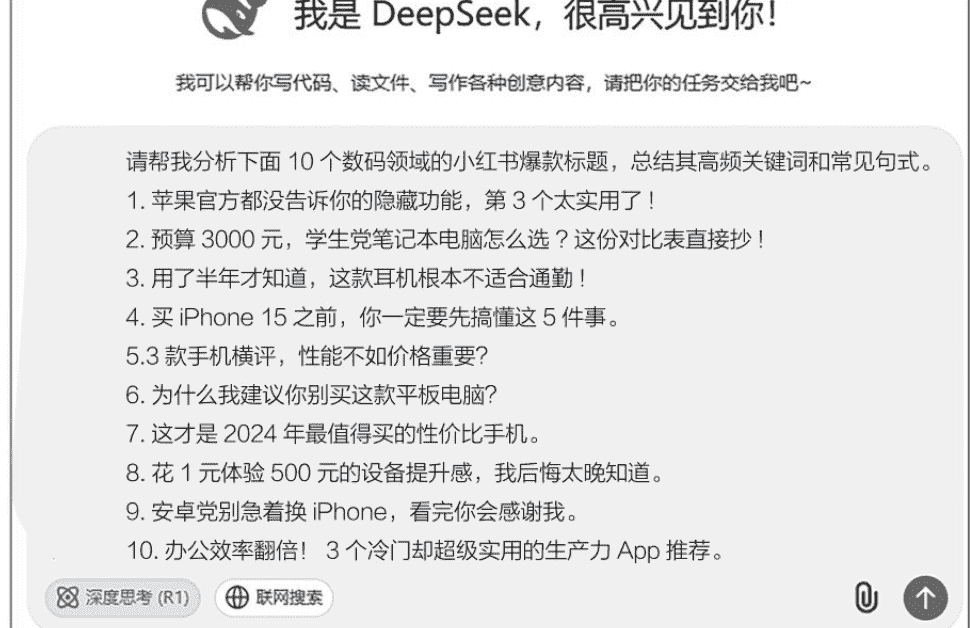 我是 DeepSeek，很高兴见到你！
我可以帮你写代码、读文件、写作各种创意内容，请把你的任务交给我吧~
请帮我分析下面 10 个数码领域的小红书爆款标题，总结其高频关键词和常见句式。
1. 苹果官方都没告诉你的隐藏功能，第 3 个太实用了！
2. 预算 3000 元，学生党笔记本电脑怎么选？这份对比表直接抄！
3. 用了半年才知道，这款耳机根本不适合通勤！
4. 买 iPhone 15 之前，你一定要先搞懂这 5 件事。
5.3 款手机横评，性能不如价格重要？
6. 为什么我建议你别买这款平板电脑？
7. 这才是 2024 年最值得买的性价比手机。
8. 花 1 元体验 500 元的设备提升感，我后悔太晚知道。
9. 安卓党别急着换 iPhone，看完你会感谢我。
10. 办公效率翻倍！ 3 个冷门却超级实用的生产力 App 推荐。
深度思考 (R1) 联网搜索